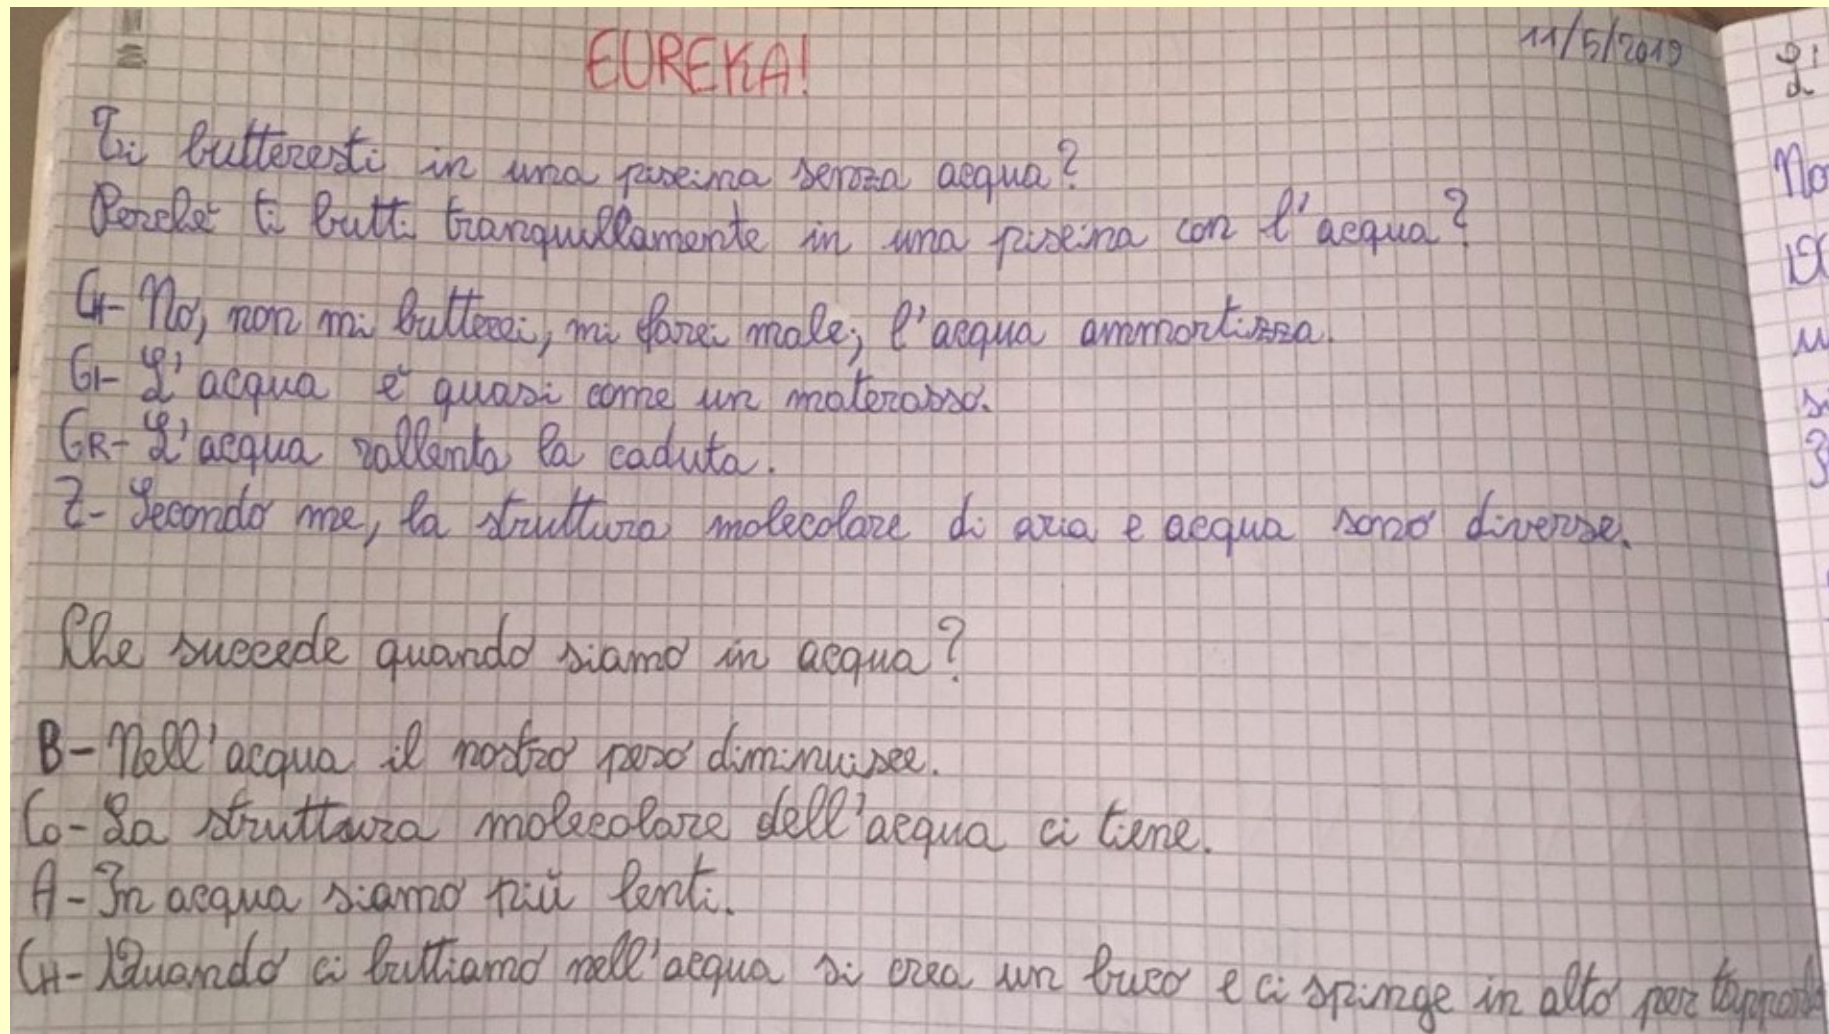 EUREKA!
11/5/2019
Ti butteresti in una piscina senza acqua?
Perché ti butti tranquillamente in una piscina con l'acqua?
CH- No, non mi butterei, mi farei male; l'acqua ammortizza.
GI- L'acqua è quasi come un materasso.
GR- L'acqua rallenta la caduta.
Z- Secondo me, la struttura molecolare di aria e acqua sono diverse.
Che succede quando siamo in acqua?
B- Nell'acqua il nostro peso diminuisce.
Co- La struttura molecolare dell'acqua ci tiene.
A- In acqua siamo più lenti.
CH- Quando ci buttiamo nell'acqua si crea un buco e ci spinge in alto per